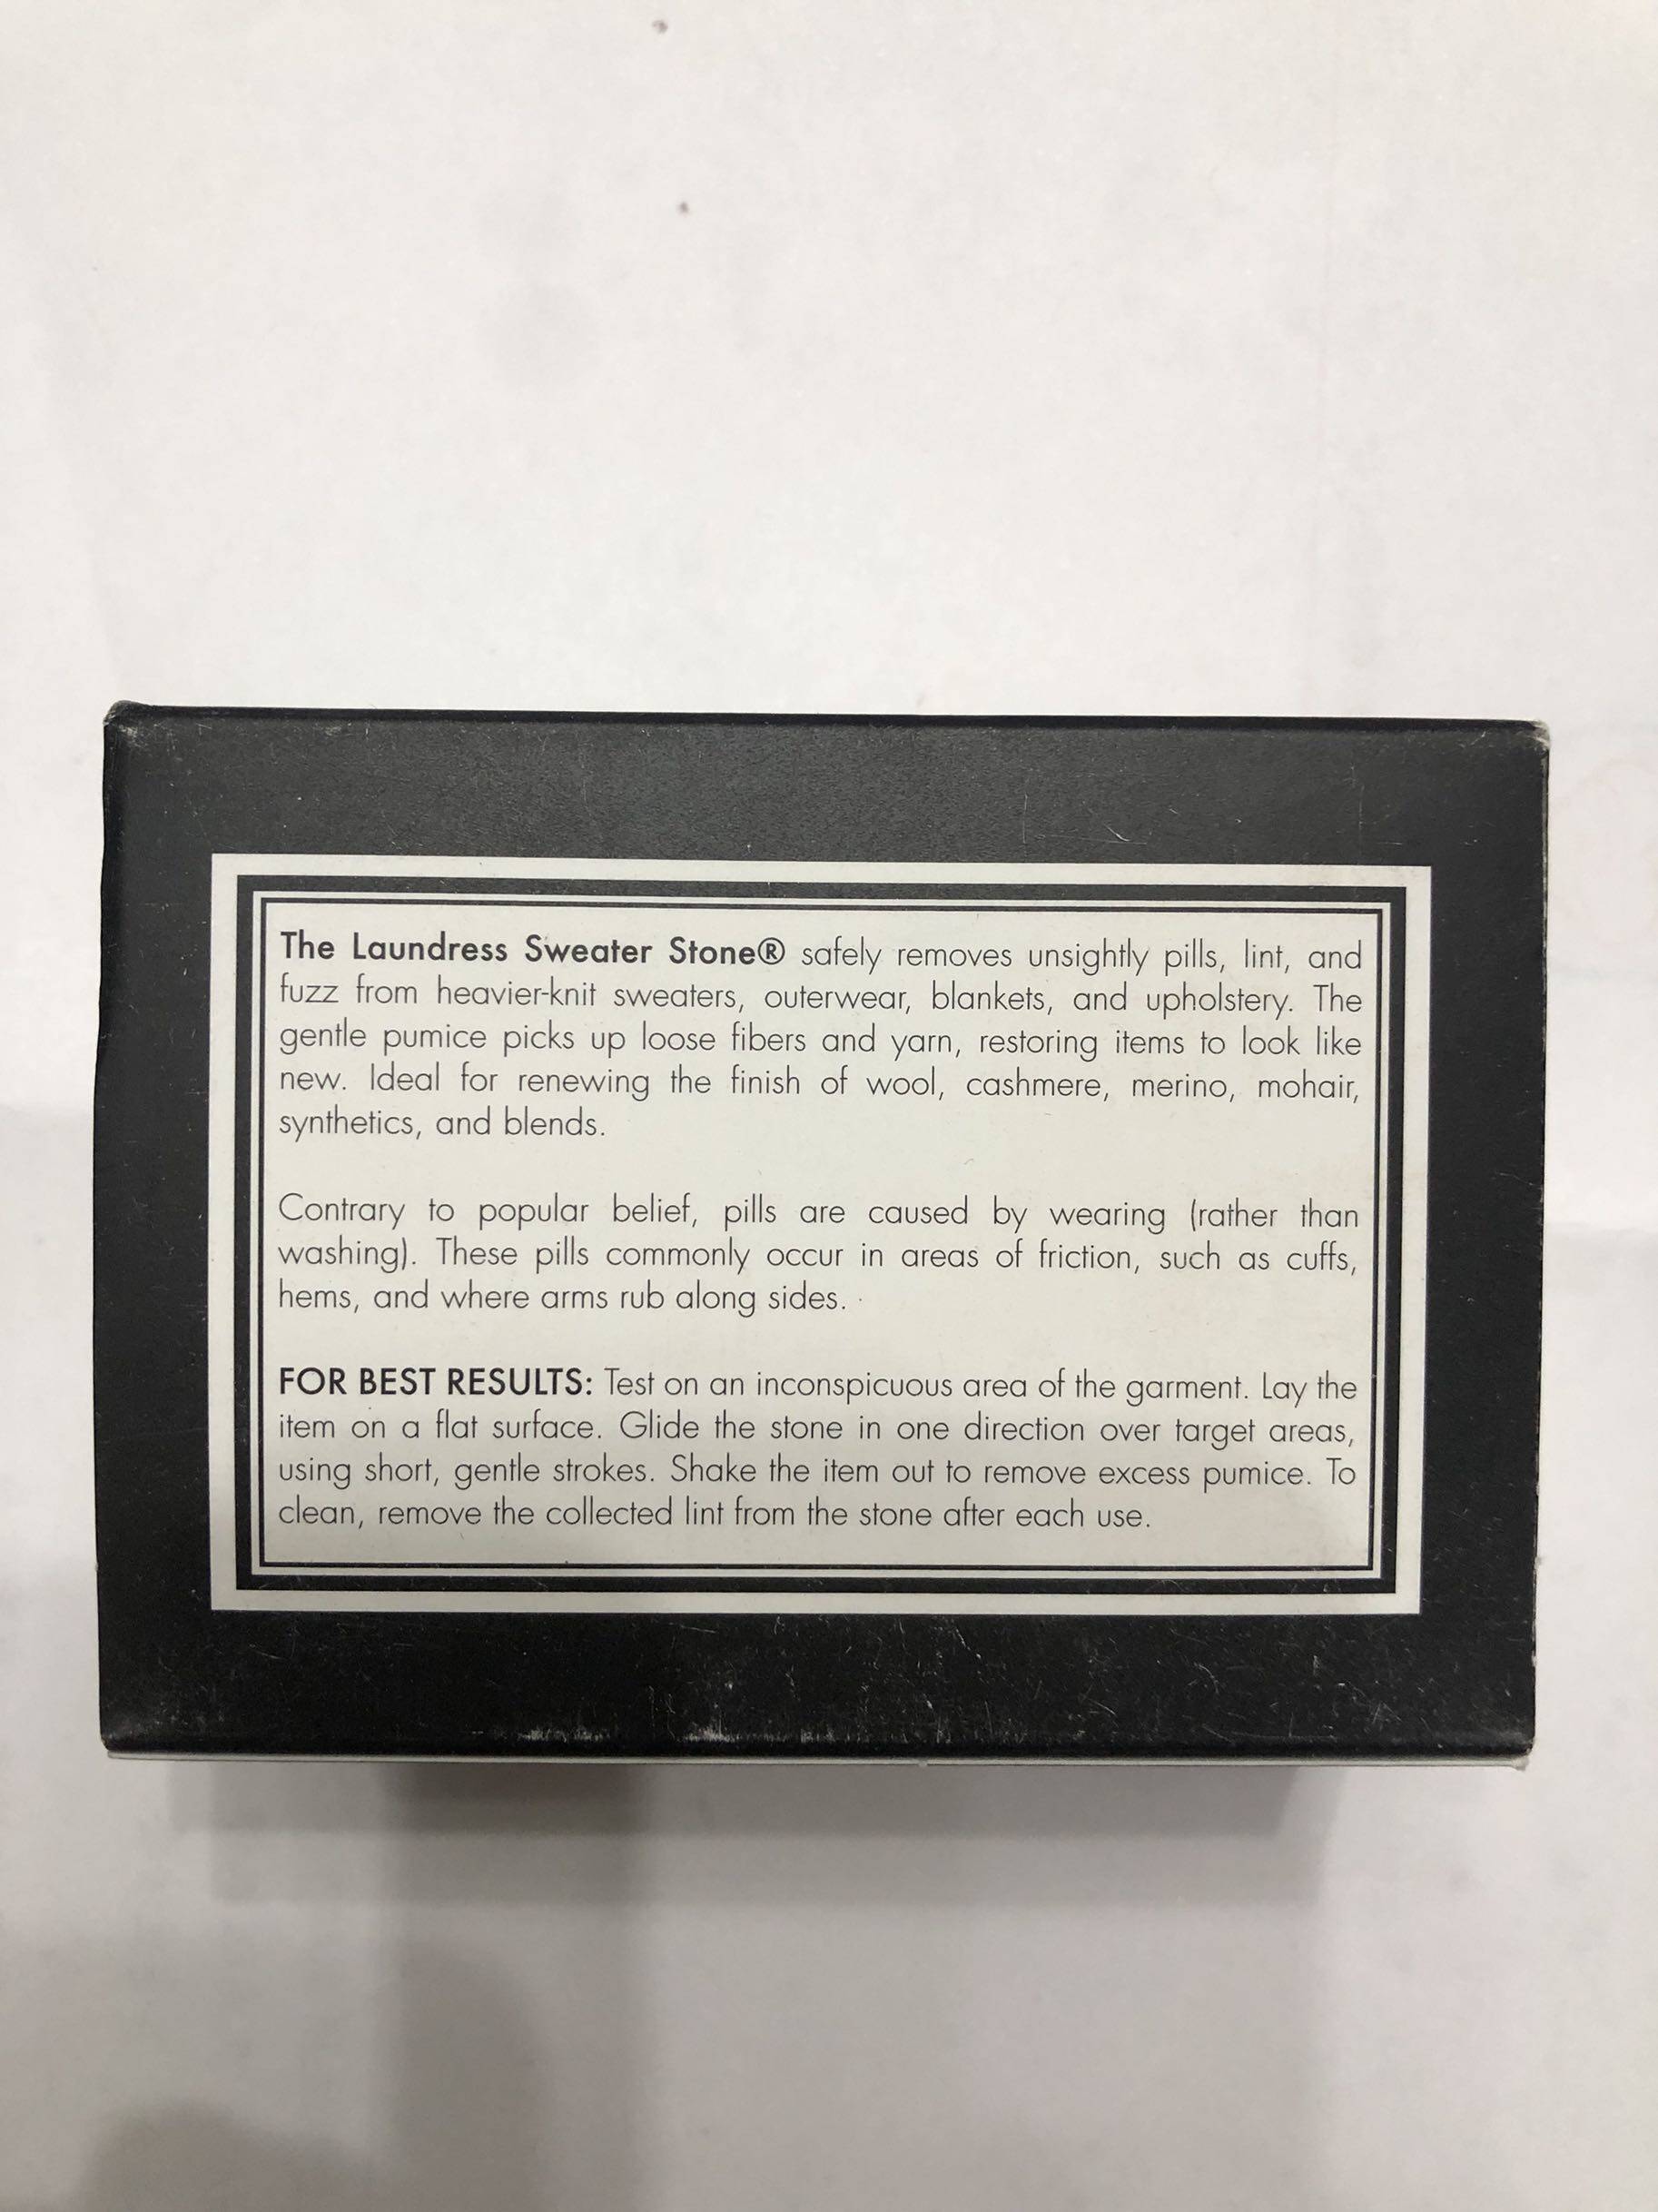 The Laundress Sweater Stone® safely removes unsightly pills, lint, and
fuzz from heavier-knit sweaters, outerwear, blankets, and upholstery. The
gentle pumice picks up loose fibers and yarn, restoring items to look like
new. Ideal for renewing the finish of wool, cashmere, merino, mohair,
synthetics, and blends.
Contrary to popular belief, pills are caused by wearing (rather than
washing). These pills commonly occur in areas of friction, such as cuffs,
hems, and where arms rub along sides.
FOR BEST RESULTS: Test on an inconspicuous area of the garment. Lay the
item on a flat surface. Glide the stone in one direction over target areas,
using short, gentle strokes. Shake the item out to remove excess pumice. To
clean, remove the collected lint from the stone after each use.